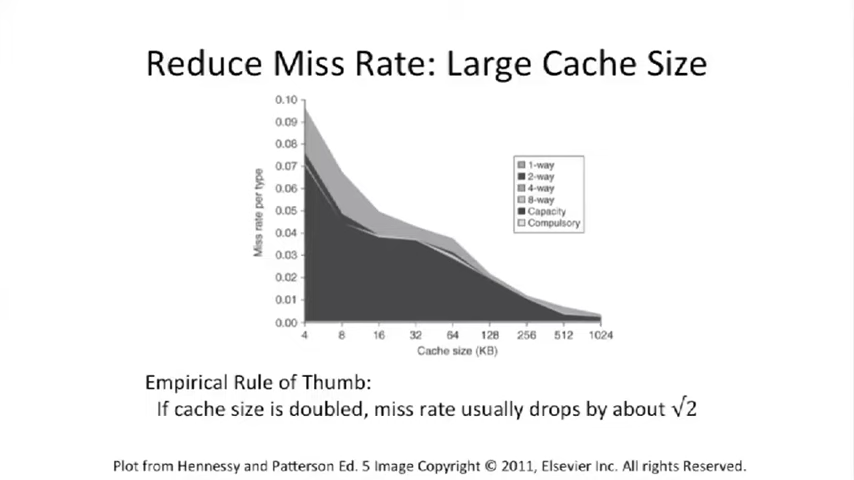 Reduce Miss Rate: Large Cache Size
0.10
0.09
0.08
0.07
0.06
0.05
0.04
0.03
0.02
0.01
0.00
Miss rate per type
1-way
2-way
4-way
8-way
Capacity
Compulsory
4 8 16 32 64 128 256 512 1024
Cache size (KB)
Empirical Rule of Thumb:
If cache size is doubled, miss rate usually drops by about √2
Plot from Hennessy and Patterson Ed. 5 Image Copyright © 2011, Elsevier Inc. All rights Reserved.